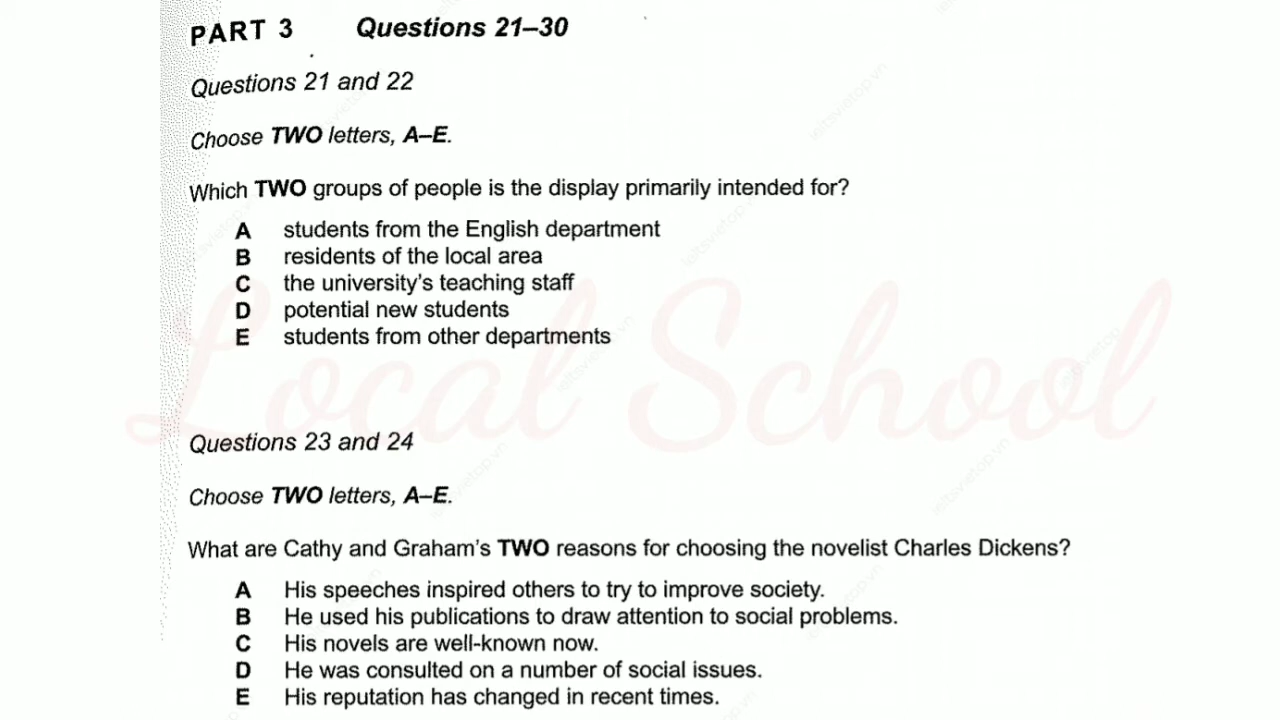 PART 3 Questions 21–30
Questions 21 and 22
Choose TWO letters, A–E.
Which TWO groups of people is the display primarily intended for?
A students from the English department
B residents of the local area
C the university's teaching staff
D potential new students
E students from other departments
Local School
Questions 23 and 24
Choose TWO letters, A–E.
What are Cathy and Graham's TWO reasons for choosing the novelist Charles Dickens?
A His speeches inspired others to try to improve society.
B He used his publications to draw attention to social problems.
C His novels are well-known now.
D He was consulted on a number of social issues.
E His reputation has changed in recent times.